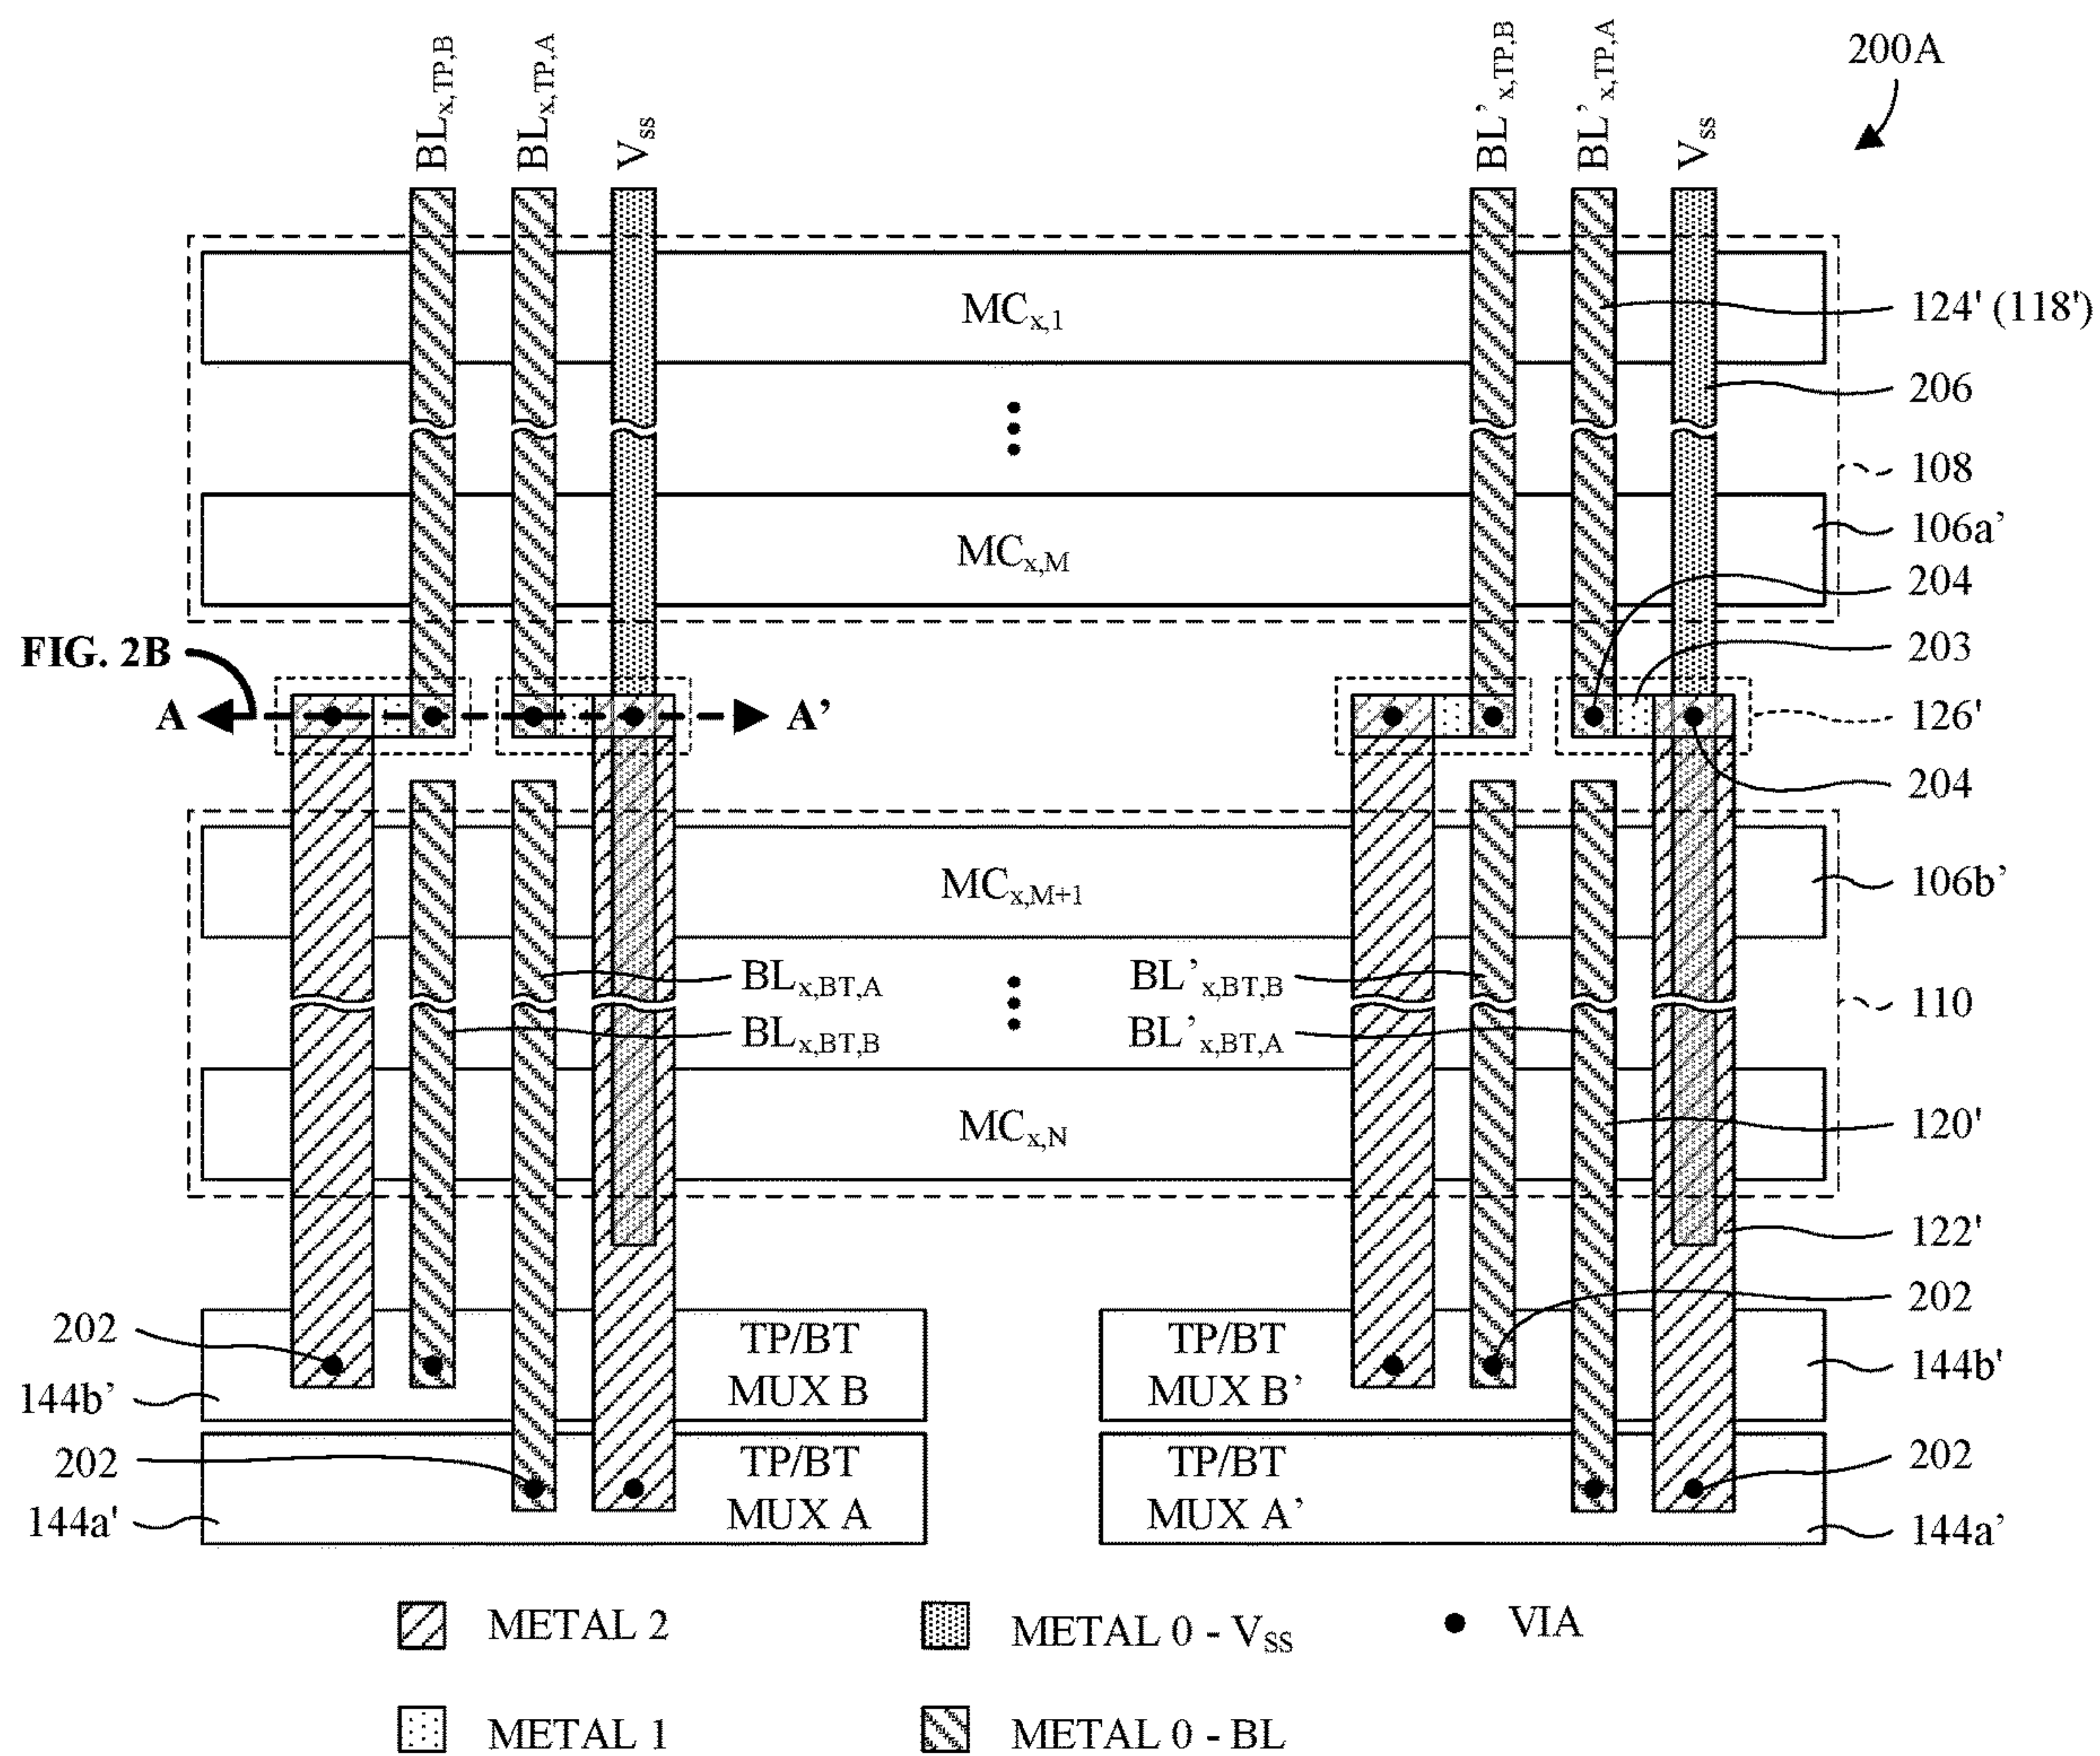 BLx,TP,B
BLx,TP,A
Vss
BL'x,TP,B
BL'x,TP,A
Vss
200A
MCx,1
124' (118')
206
108
MCx,M
106a'
204
FIG. 2B
203
A
A'
126'
204
MCx,M+1
106b'
BLx,BT,A
BL'x,BT,B
BLx,BT,B
BL'x,BT,A
110
MCx,N
120'
122'
202
TP/BT
MUX B
TP/BT
MUX B'
202
144b'
144b'
202
TP/BT
MUX A
TP/BT
MUX A'
202
144a'
144a'
METAL 2
METAL 0 - VSS
VIA
METAL 1
METAL 0 - BL